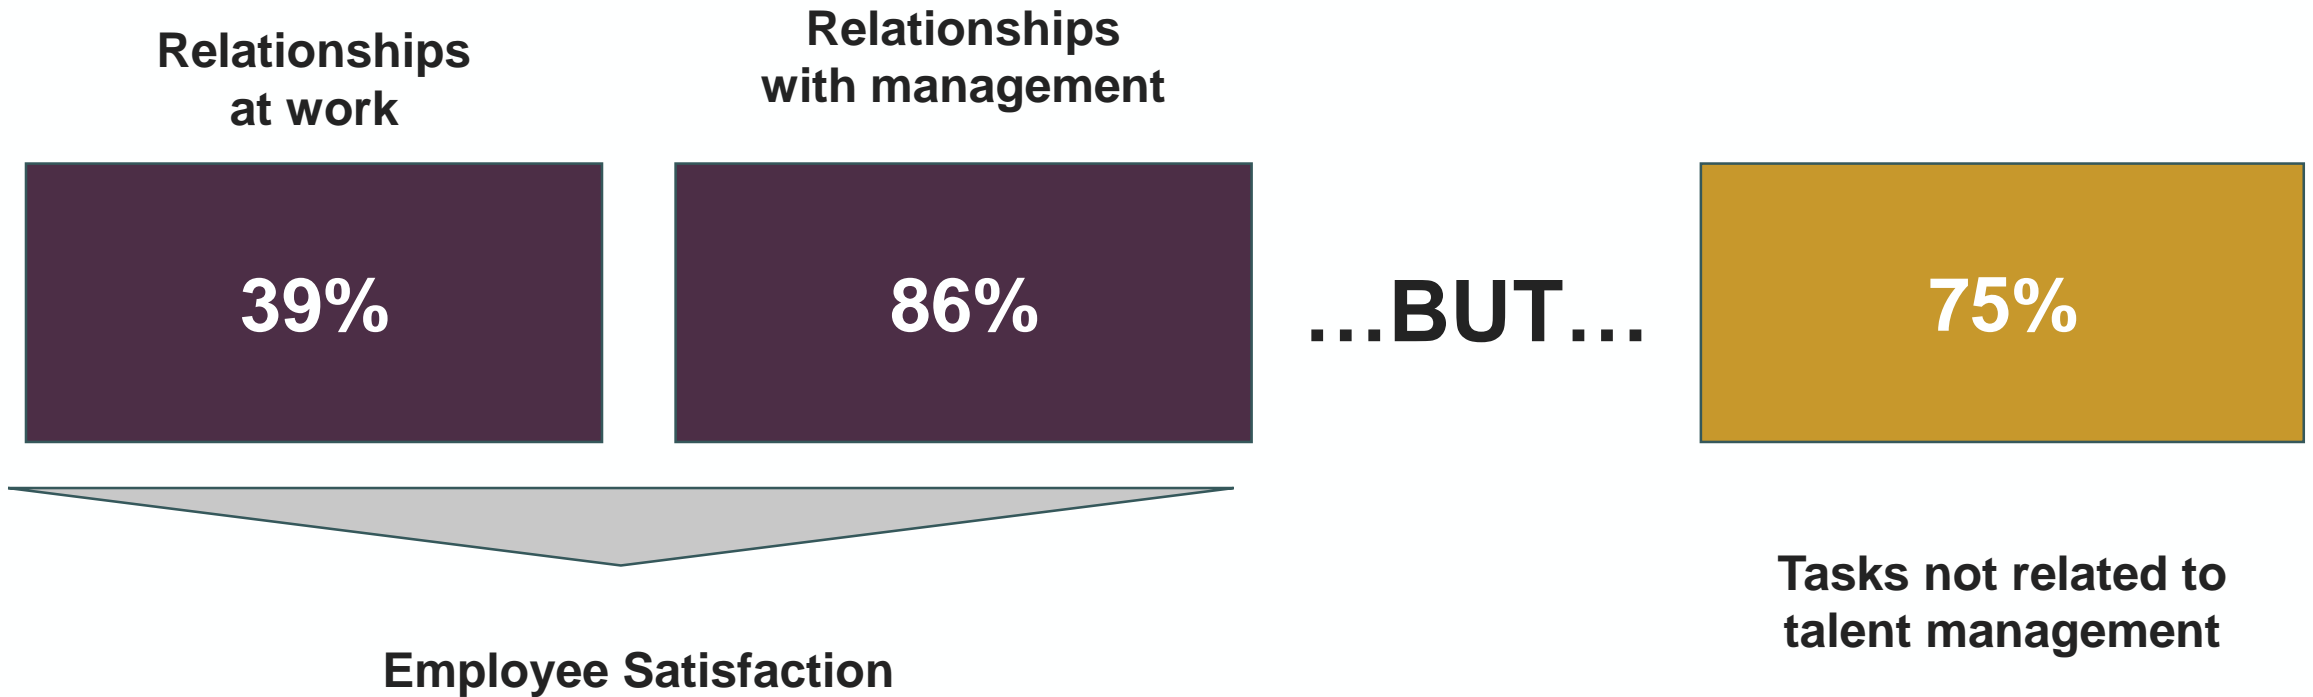 Relationships
at work
Relationships
with management
39%
86%
…BUT…
75%
Tasks not related to
talent management
Employee Satisfaction